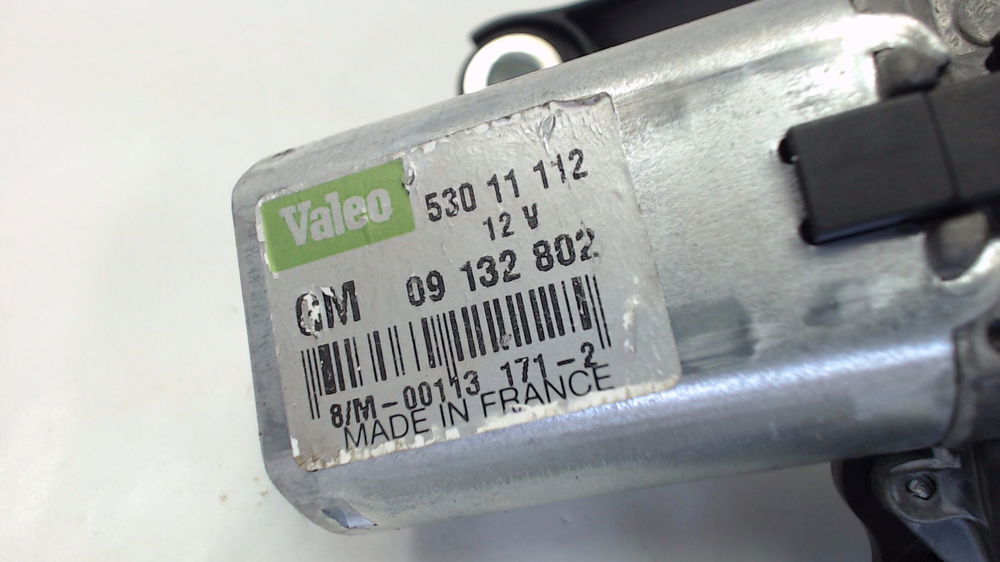 Valeo 530 11 112
12 V
GM 09 132 802
8/M-00113 171-2
MADE IN FRANCE